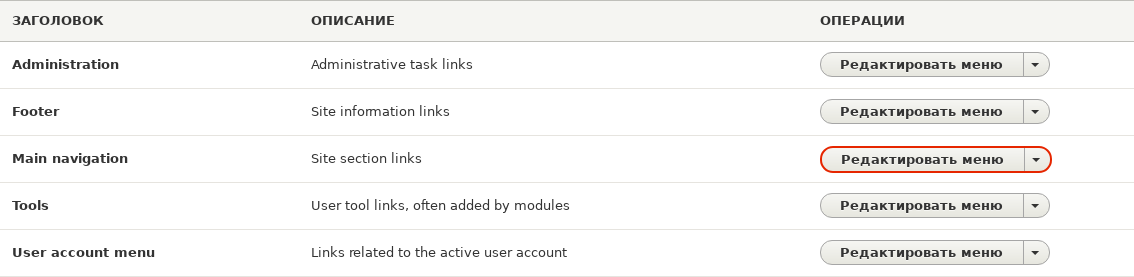 ЗАГОЛОВОК ОПИСАНИЕ ОПЕРАЦИИ
Administration Administrative task links Редактировать меню
Footer Site information links Редактировать меню
Main navigation Site section links Редактировать меню
Tools User tool links, often added by modules Редактировать меню
User account menu Links related to the active user account Редактировать меню